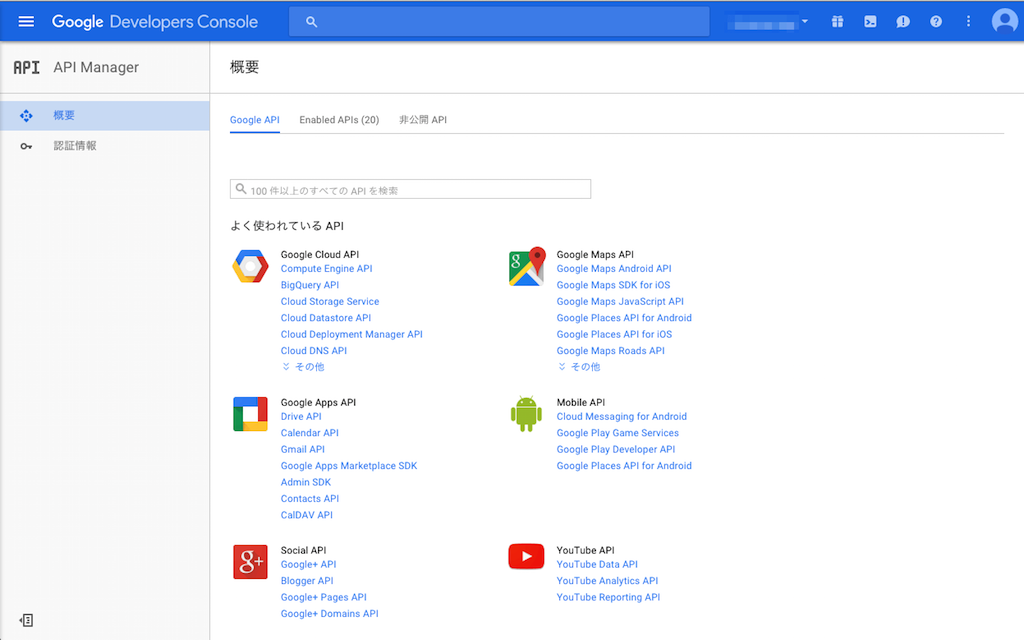 Google Developers Console
API API Manager
概要
認証情報
概要
Google API Enabled APIs (20) 非公開 API
100 件以上のすべての API を検索
よく使われている API
Google Cloud API
Compute Engine API
BigQuery API
Cloud Storage Service
Cloud Datastore API
Cloud Deployment Manager API
Cloud DNS API
その他
Google Maps API
Google Maps Android API
Google Maps SDK for iOS
Google Maps JavaScript API
Google Places API for Android
Google Places API for iOS
Google Maps Roads API
その他
Google Apps API
Drive API
Calendar API
Gmail API
Google Apps Marketplace SDK
Admin SDK
Contacts API
CalDAV API
Mobile API
Cloud Messaging for Android
Google Play Game Services
Google Play Developer API
Google Places API for Android
Social API
Google+ API
Blogger API
Google+ Pages API
Google+ Domains API
YouTube API
YouTube Data API
YouTube Analytics API
YouTube Reporting API